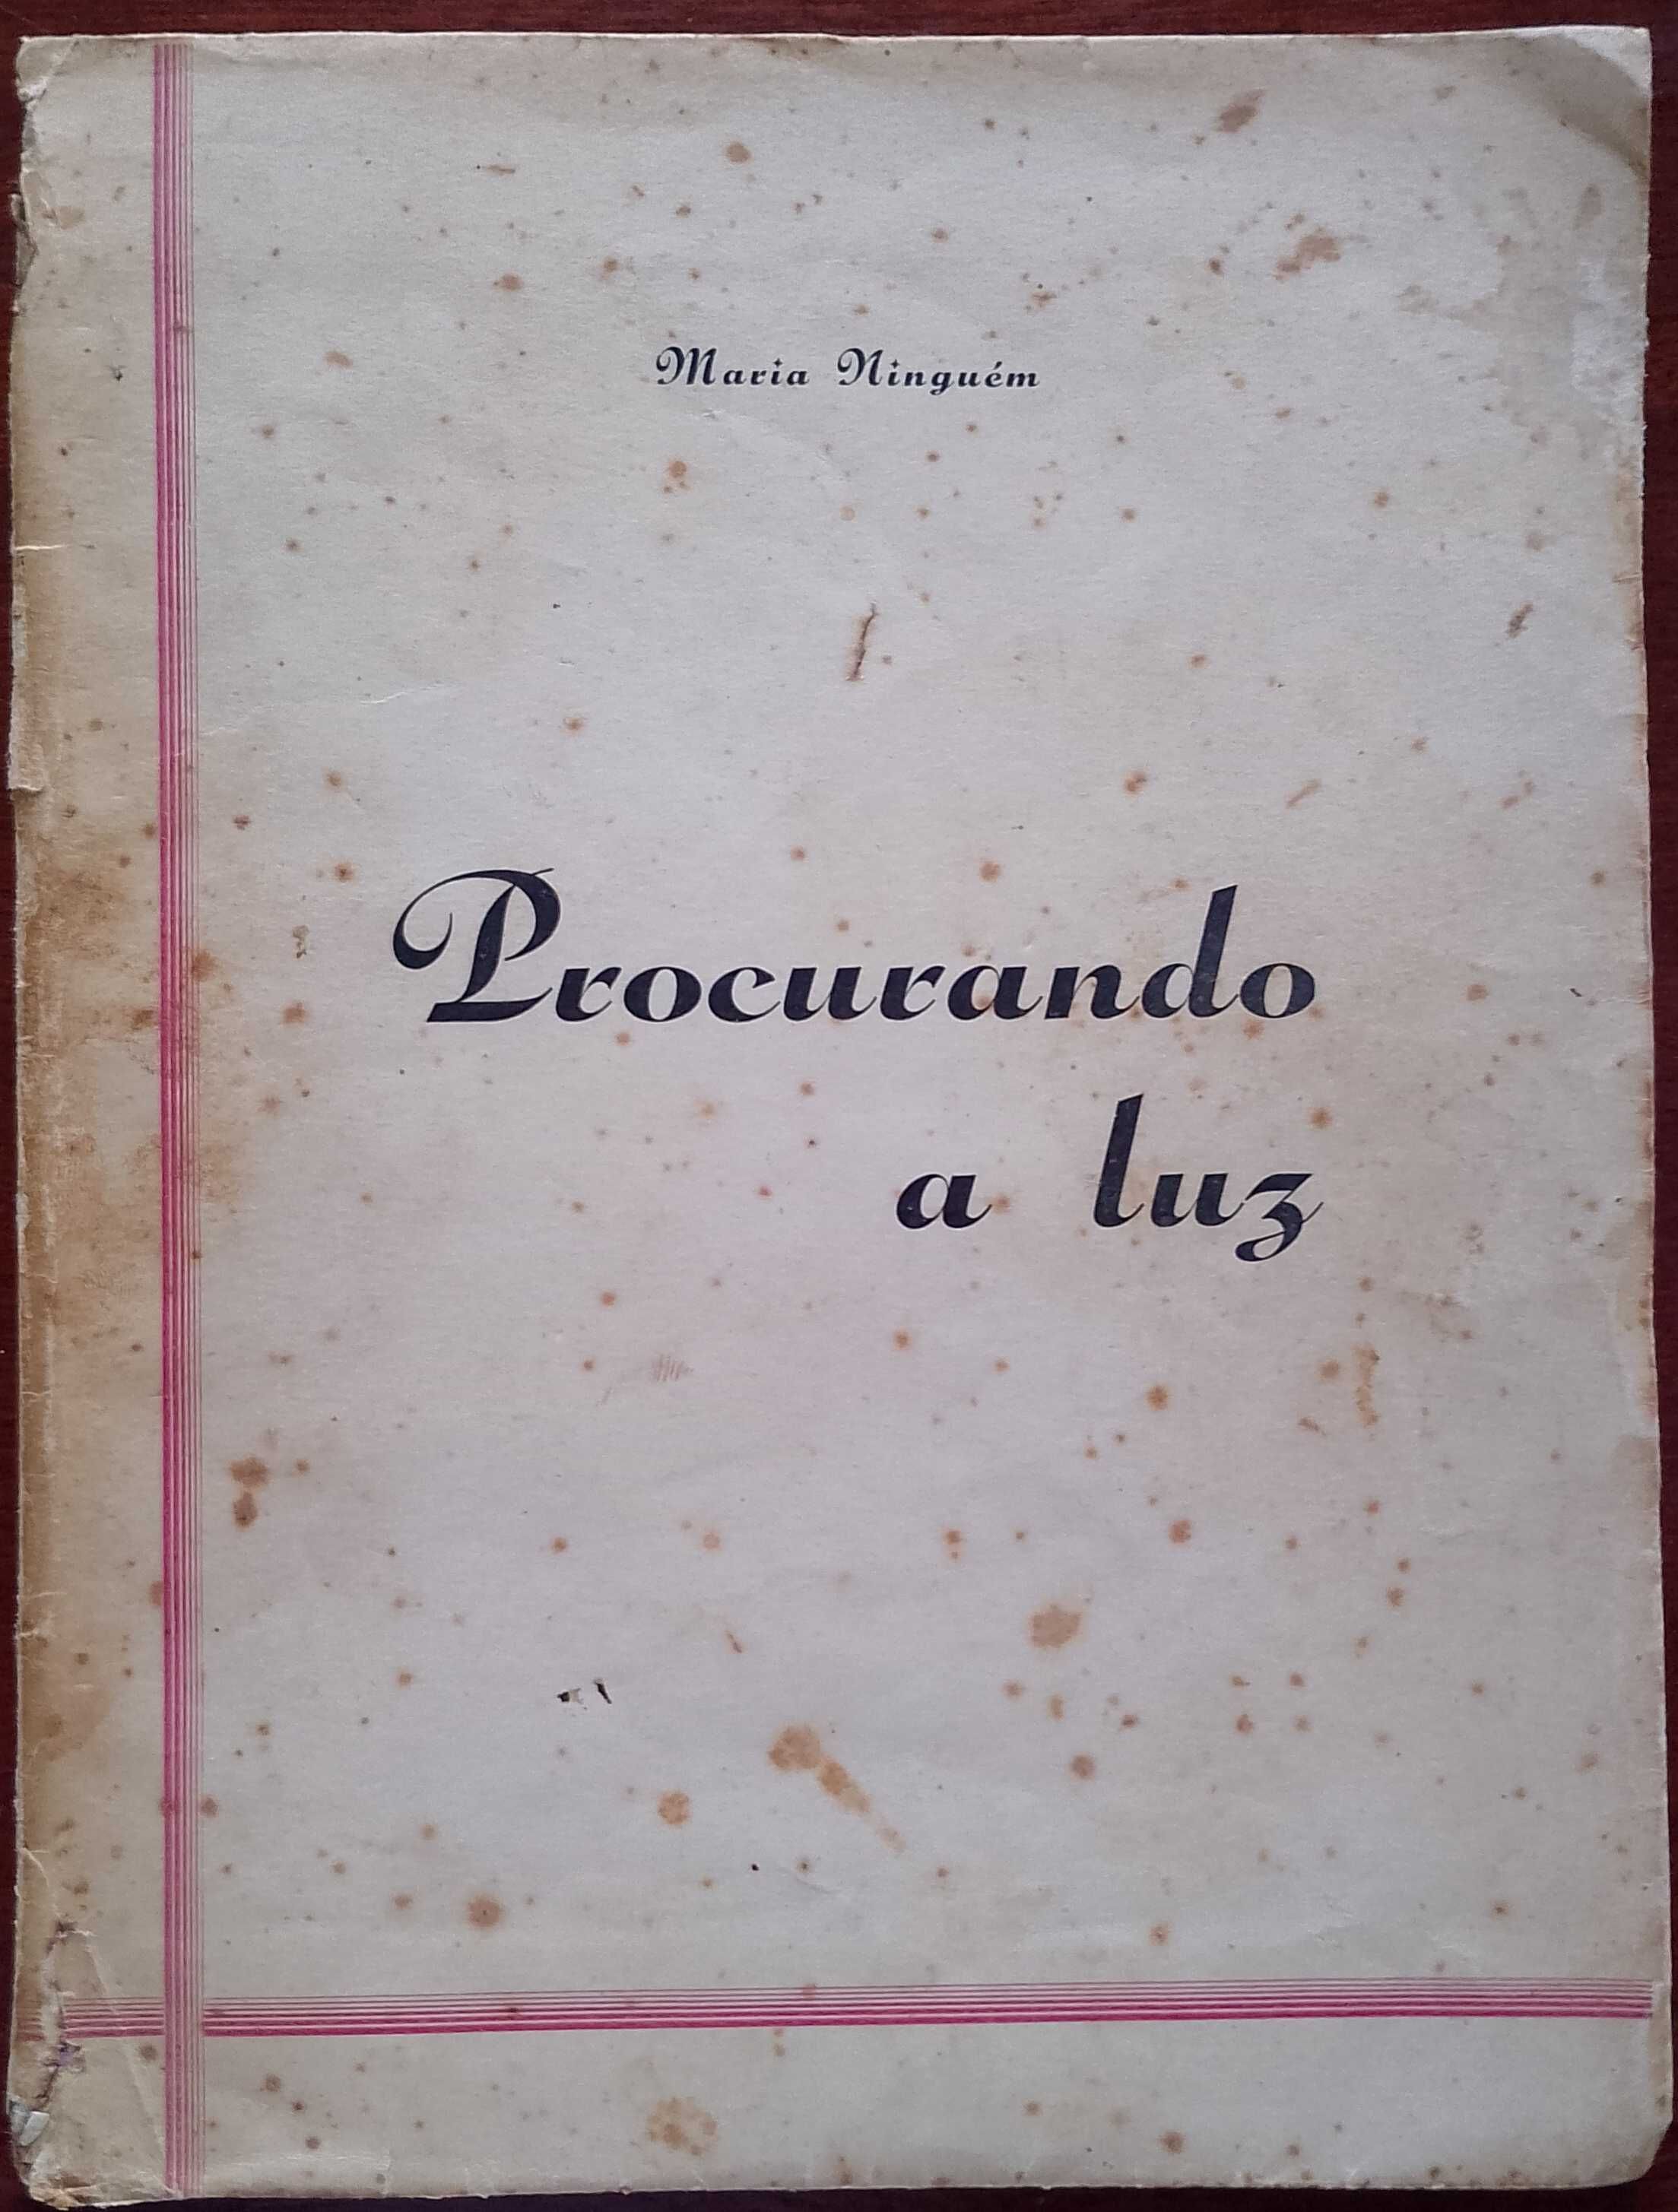 Maria Ninguém
Procurando
a luz